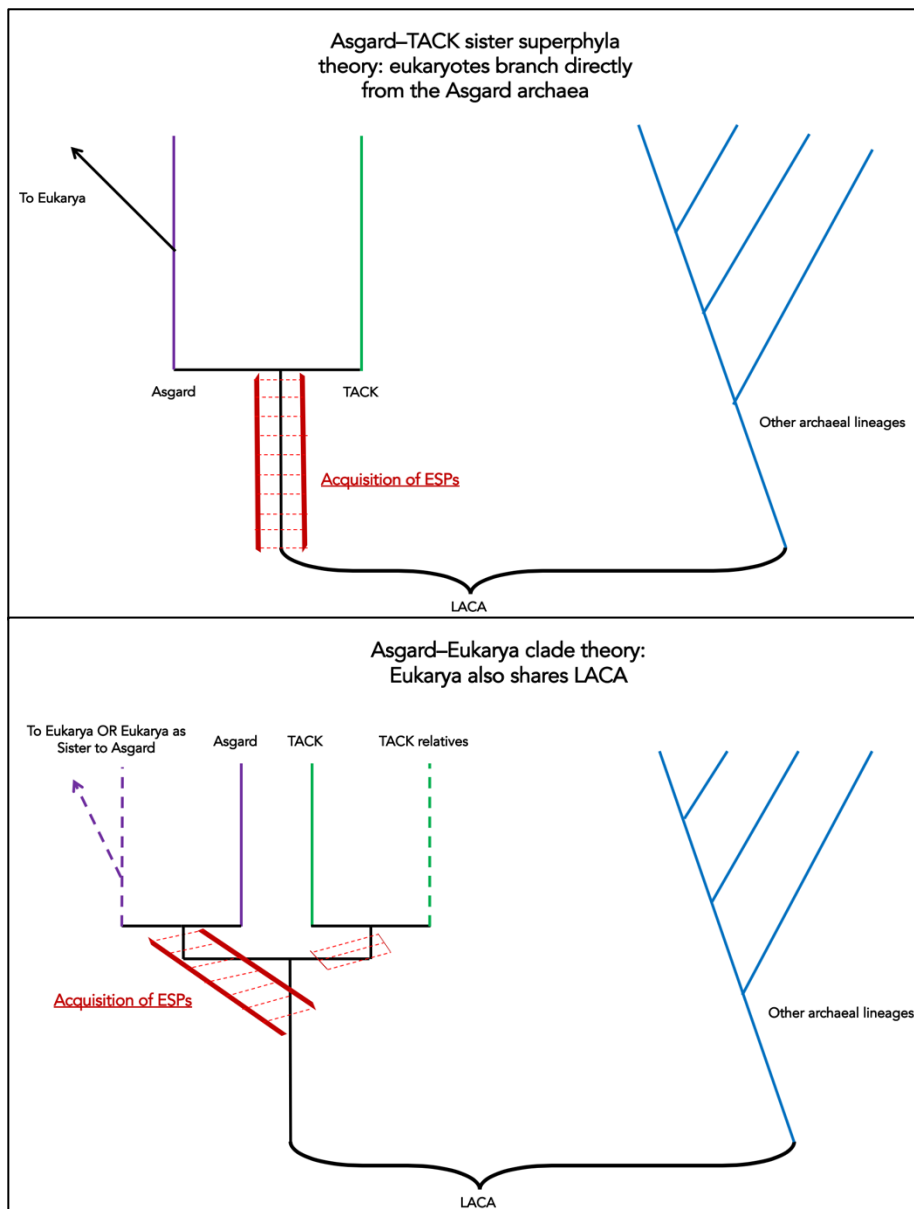 Asgard–TACK sister superphyla
theory: eukaryotes branch directly
from the Asgard archaea
To Eukarya
Asgard
TACK
Other archaeal lineages
Acquisition of ESPs
LACA
Asgard–Eukarya clade theory:
Eukarya also shares LACA
To Eukarya OR Eukarya as
Sister to Asgard
Asgard
TACK
TACK relatives
Acquisition of ESPs
Other archaeal lineages
LACA